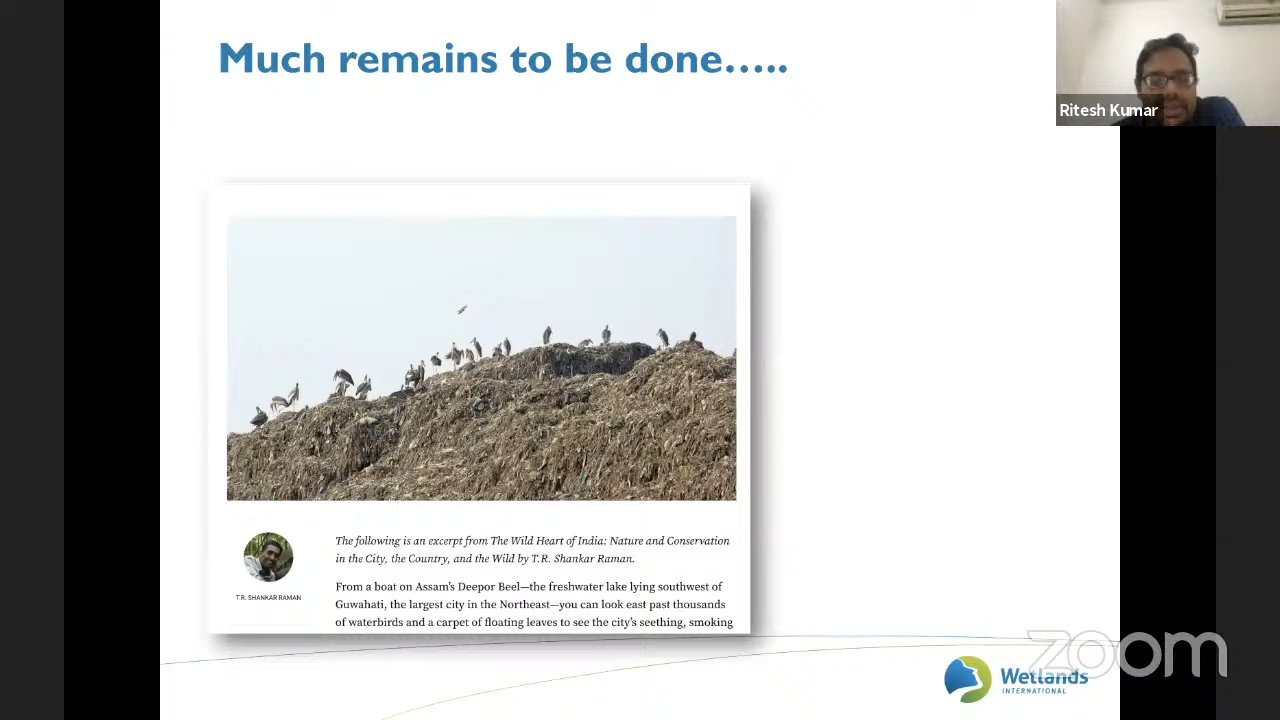 Much remains to be done.....
Ritesh Kumar
The following is an excerpt from The Wild Heart of India: Nature and Conservation
in the City, the Country, and the Wild by T.R. Shankar Raman.
T.R. SHANKAR RAMAN
From a boat on Assam's Deepor Beel—the freshwater lake lying southwest of
Guwahati, the largest city in the Northeast—you can look east past thousands
of waterbirds and a carpet of floating leaves to see the city's seething, smoking
zoom
Wetlands
INTERNATIONAL